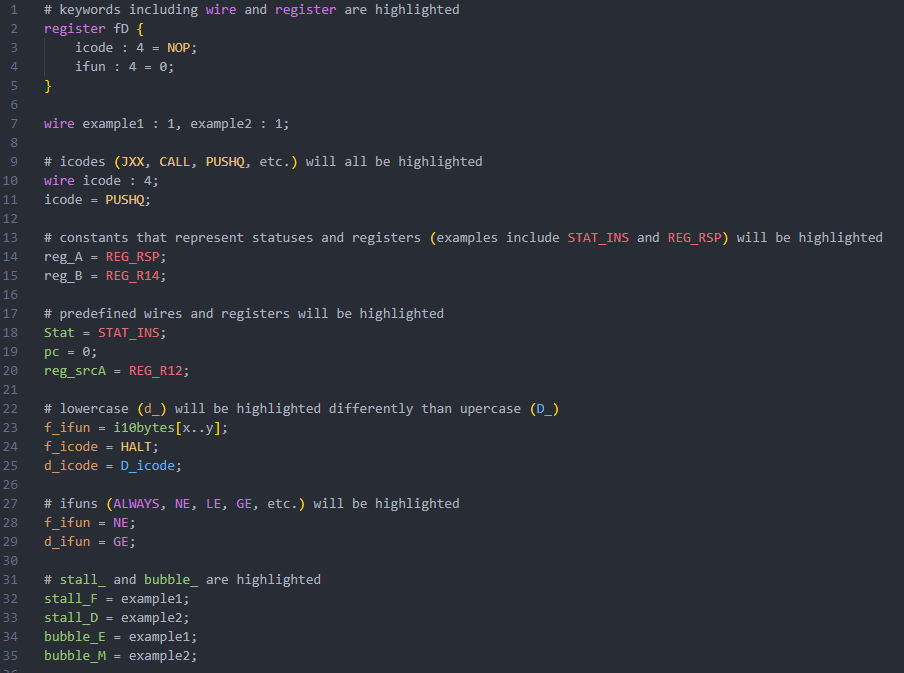 1 # keywords including wire and register are highlighted
2 register fD {
3 icode : 4 = NOP;
4 ifun : 4 = 0;
5 }
6
7 wire example1 : 1, example2 : 1;
8
9 # icodes (JXX, CALL, PUSHQ, etc.) will all be highlighted
10 wire icode : 4;
11 icode = PUSHQ;
12
13 # constants that represent statuses and registers (examples include STAT_INS and REG_RSP) will be highlighted
14 reg_A = REG_RSP;
15 reg_B = REG_R14;
16
17 # predefined wires and registers will be highlighted
18 Stat = STAT_INS;
19 pc = 0;
20 reg_srcA = REG_R12;
21
22 # lowercase (d_) will be highlighted differently than upercase (D_)
23 f_ifun = i10bytes[x..y];
24 f_icode = HALT;
25 d_icode = D_icode;
26
27 # ifuns (ALWAYS, NE, LE, GE, etc.) will be highlighted
28 f_ifun = NE;
29 d_ifun = GE;
30
31 # stall_ and bubble_ are highlighted
32 stall_F = example1;
33 stall_D = example2;
34 bubble_E = example1;
35 bubble_M = example2;